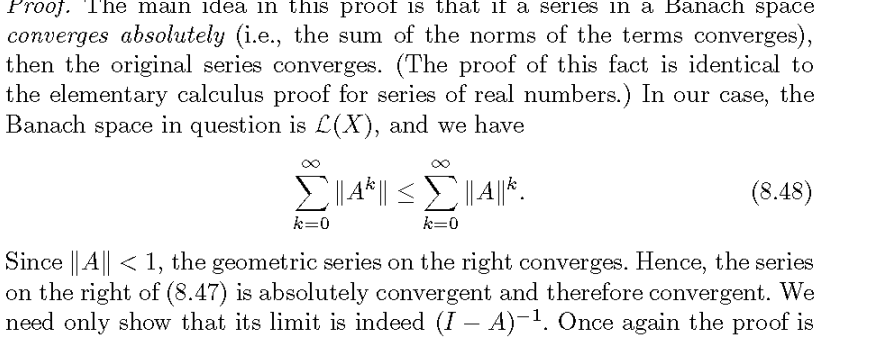 Proof. The main idea in this proof is that if a series in a Banach space
converges absolutely (i.e., the sum of the norms of the terms converges),
then the original series converges. (The proof of this fact is identical to
the elementary calculus proof for series of real numbers.) In our case, the
Banach space in question is ℒ(X), and we have
∑_{k=0}^{∞} ‖A^k‖ ≤ ∑_{k=0}^{∞} ‖A‖^k. (8.48)
Since ‖A‖ < 1, the geometric series on the right converges. Hence, the series
on the right of (8.47) is absolutely convergent and therefore convergent. We
need only show that its limit is indeed (I − A)^{−1}. Once again the proof is